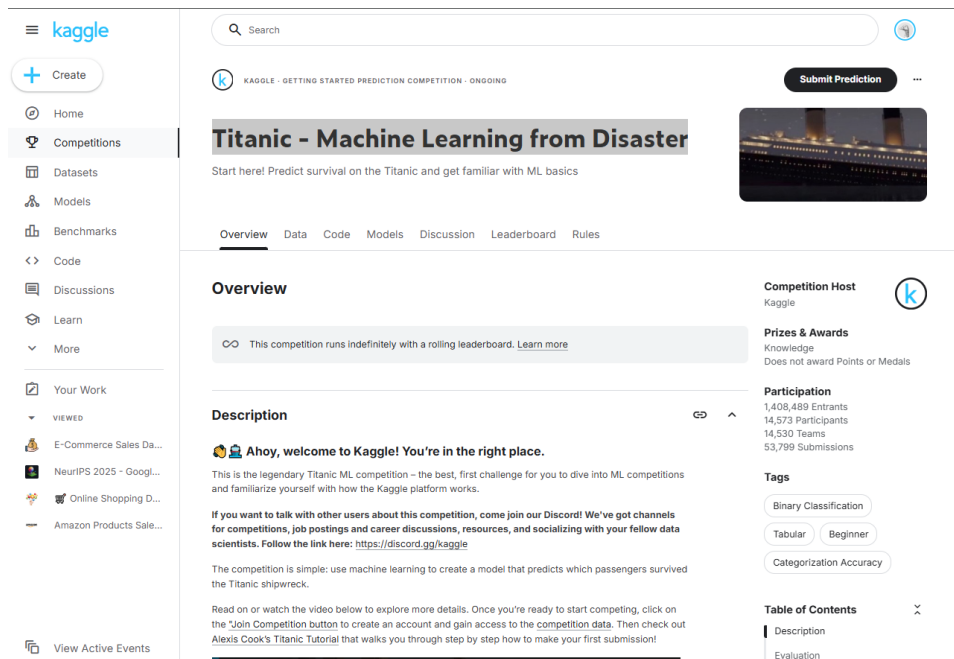 kaggle
Search
Create
KAGGLE · GETTING STARTED PREDICTION COMPETITION · ONGOING
Submit Prediction
Home
Competitions
Datasets
Models
Benchmarks
Code
Discussions
Learn
More
Your Work
VIEWED
E-Commerce Sales Da...
NeurIPS 2025 - Googl...
Online Shopping D...
Amazon Products Sale...
View Active Events
Titanic - Machine Learning from Disaster
Start here! Predict survival on the Titanic and get familiar with ML basics
Overview Data Code Models Discussion Leaderboard Rules
Overview
This competition runs indefinitely with a rolling leaderboard. Learn more
Description
👋🛳️ Ahoy, welcome to Kaggle! You're in the right place.
This is the legendary Titanic ML competition – the best, first challenge for you to dive into ML competitions
and familiarize yourself with how the Kaggle platform works.
If you want to talk with other users about this competition, come join our Discord! We've got channels
for competitions, job postings and career discussions, resources, and socializing with your fellow data
scientists. Follow the link here: https://discord.gg/kaggle
The competition is simple: use machine learning to create a model that predicts which passengers survived
the Titanic shipwreck.
Read on or watch the video below to explore more details. Once you're ready to start competing, click on
the "Join Competition button to create an account and gain access to the competition data. Then check out
Alexis Cook's Titanic Tutorial that walks you through step by step how to make your first submission!
Competition Host
Kaggle
k
Prizes & Awards
Knowledge
Does not award Points or Medals
Participation
1,408,489 Entrants
14,573 Participants
14,530 Teams
53,799 Submissions
Tags
Binary Classification
Tabular
Beginner
Categorization Accuracy
Table of Contents
Description
Evaluation